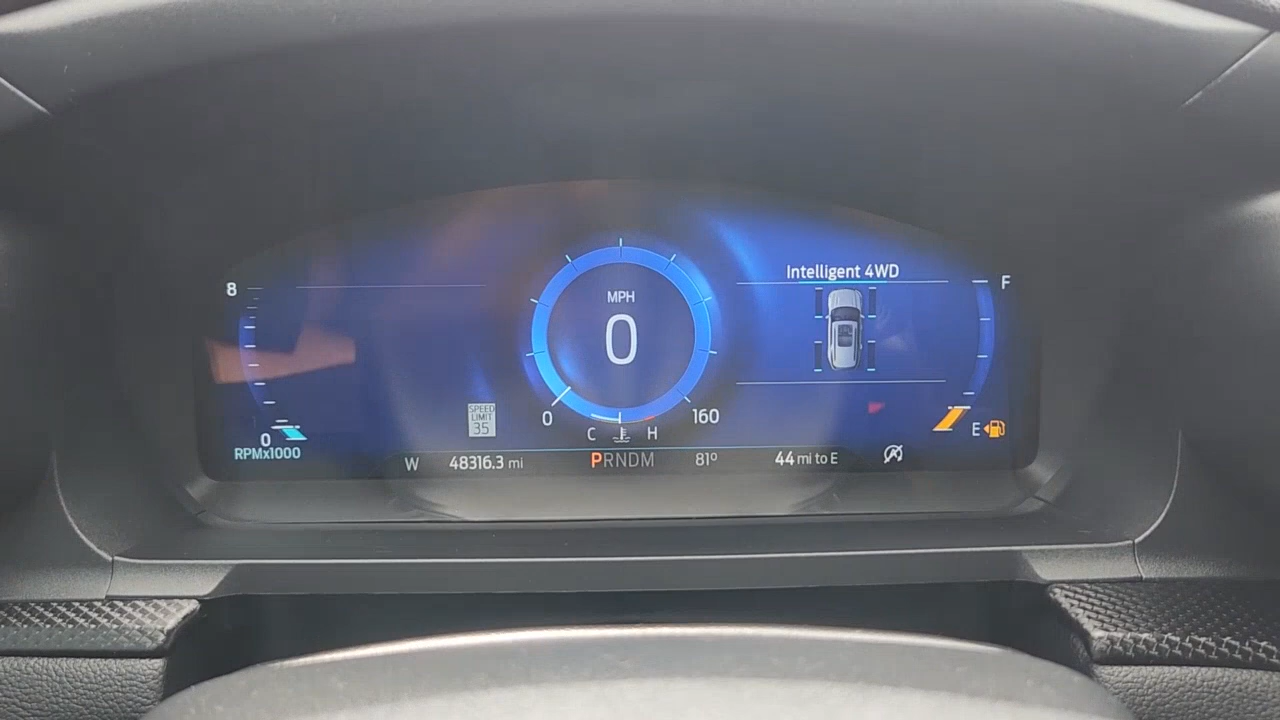 Intelligent 4WD
8
F
MPH
0
SPEED
LIMIT
35
0
160
C
H
E
0
RPMx1000
W
48316.3 mi
PRNDM
81º
44 mi to E
A